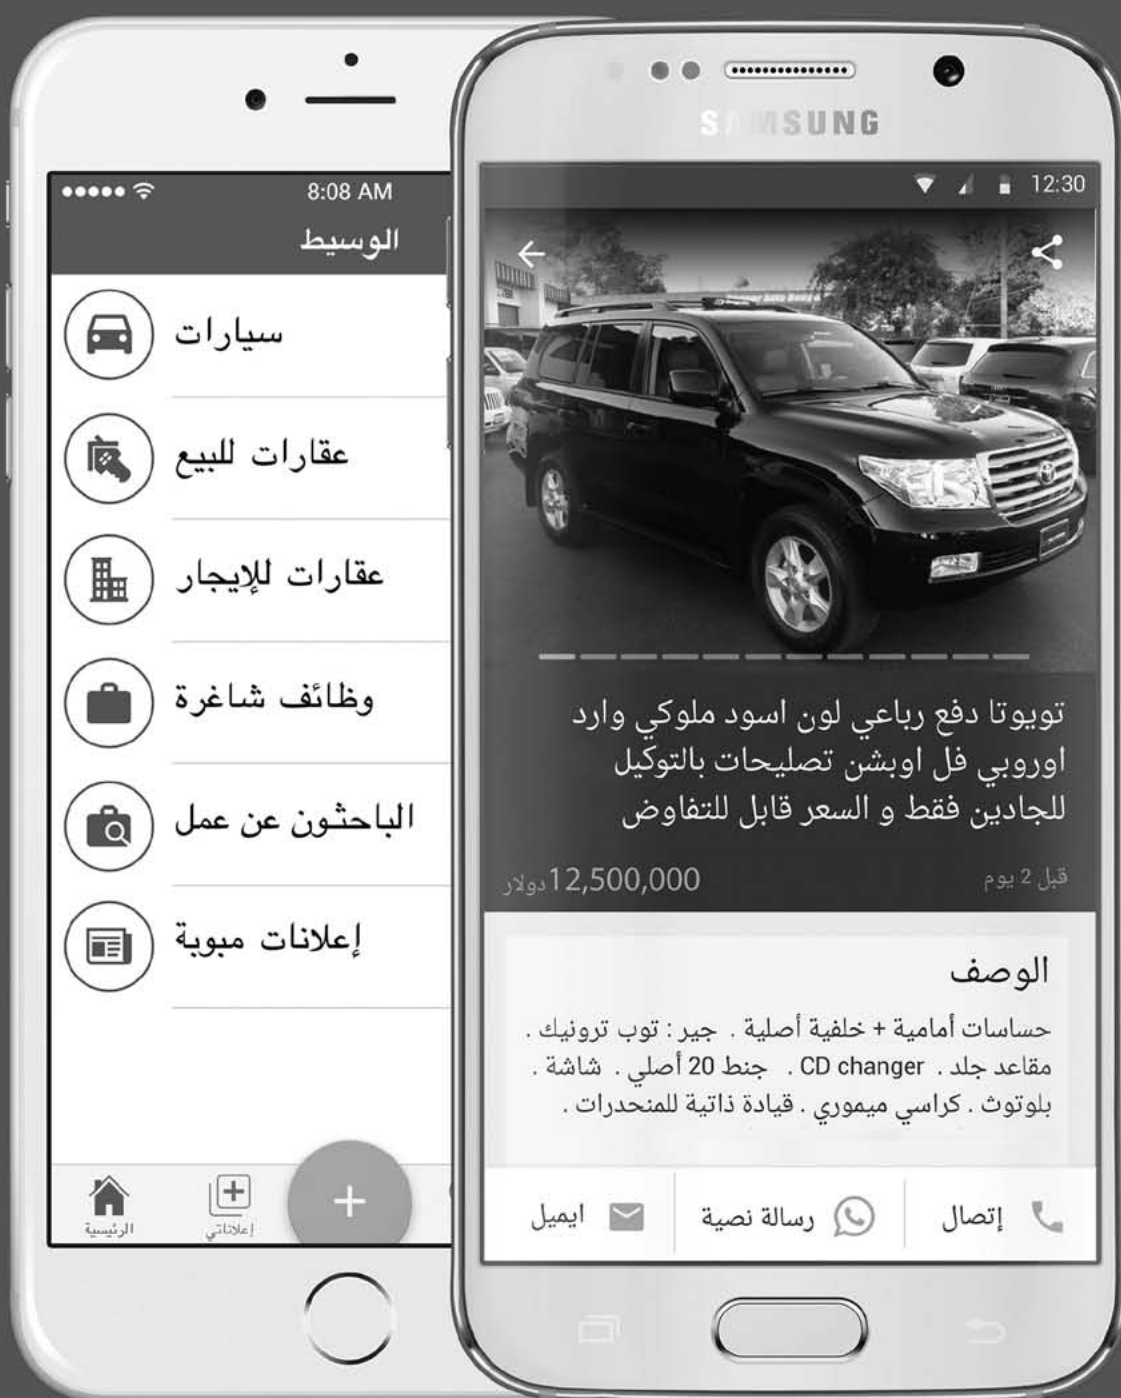 8:08 AM
الوسيط
سيارات
عقارات للبيع
عقارات للإيجار
وظائف شاغرة
الباحثون عن عمل
إعلانات مبوبة
الرئيسية
إعلاناتي
SAMSUNG
12:30
تويوتا دفع رباعي لون اسود ملوكي وارد
اوروبي فل اوبشن تصليحات بالتوكيل
للجادين فقط و السعر قابل للتفاوض
قبل 2 يوم
12,500,000دولار
الوصف
حساسات أمامية + خلفية أصلية . جير : توب ترونيك .
مقاعد جلد . CD changer . جنط 20 أصلي . شاشة .
بلوتوث . كراسي ميموري . قيادة ذاتية للمنحدرات .
إتصال
رسالة نصية
ايميل